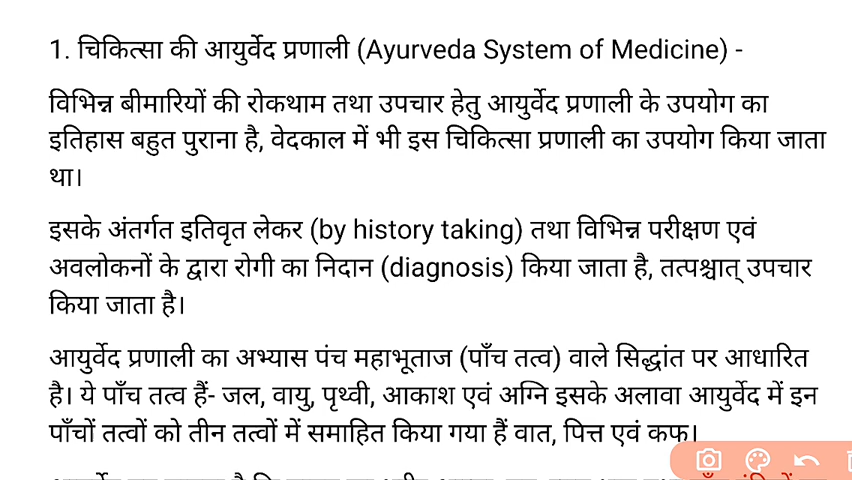 1. चिकित्सा की आयुर्वेद प्रणाली (Ayurveda System of Medicine) -
विभिन्न बीमारियों की रोकथाम तथा उपचार हेतु आयुर्वेद प्रणाली के उपयोग का
इतिहास बहुत पुराना है, वेदकाल में भी इस चिकित्सा प्रणाली का उपयोग किया जाता
था।
इसके अंतर्गत इतिवृत लेकर (by history taking) तथा विभिन्न परीक्षण एवं
अवलोकनों के द्वारा रोगी का निदान (diagnosis) किया जाता है, तत्पश्चात् उपचार
किया जाता है।
आयुर्वेद प्रणाली का अभ्यास पंच महाभूताज (पाँच तत्व) वाले सिद्धांत पर आधारित
है। ये पाँच तत्व हैं- जल, वायु, पृथ्वी, आकाश एवं अग्नि इसके अलावा आयुर्वेद में इन
पाँचों तत्वों को तीन तत्वों में समाहित किया गया हैं वात, पित्त एवं कफ।